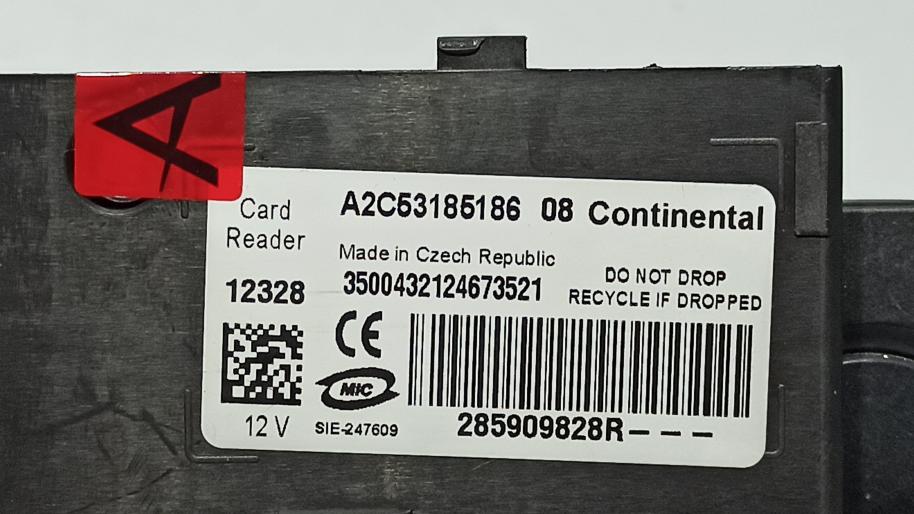 A
Card
Reader
A2C53185186 08 Continental
Made in Czech Republic
12328
3500432124673521
DO NOT DROP
RECYCLE IF DROPPED
CE
MIC
12 V
SIE-247609
285909828R---